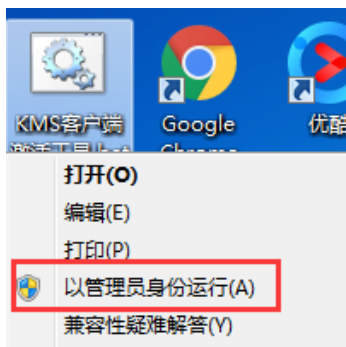 KMS客户端
Google
优酷
打开(O)
编辑(E)
打印(P)
以管理员身份运行(A)
兼容性疑难解答(Y)